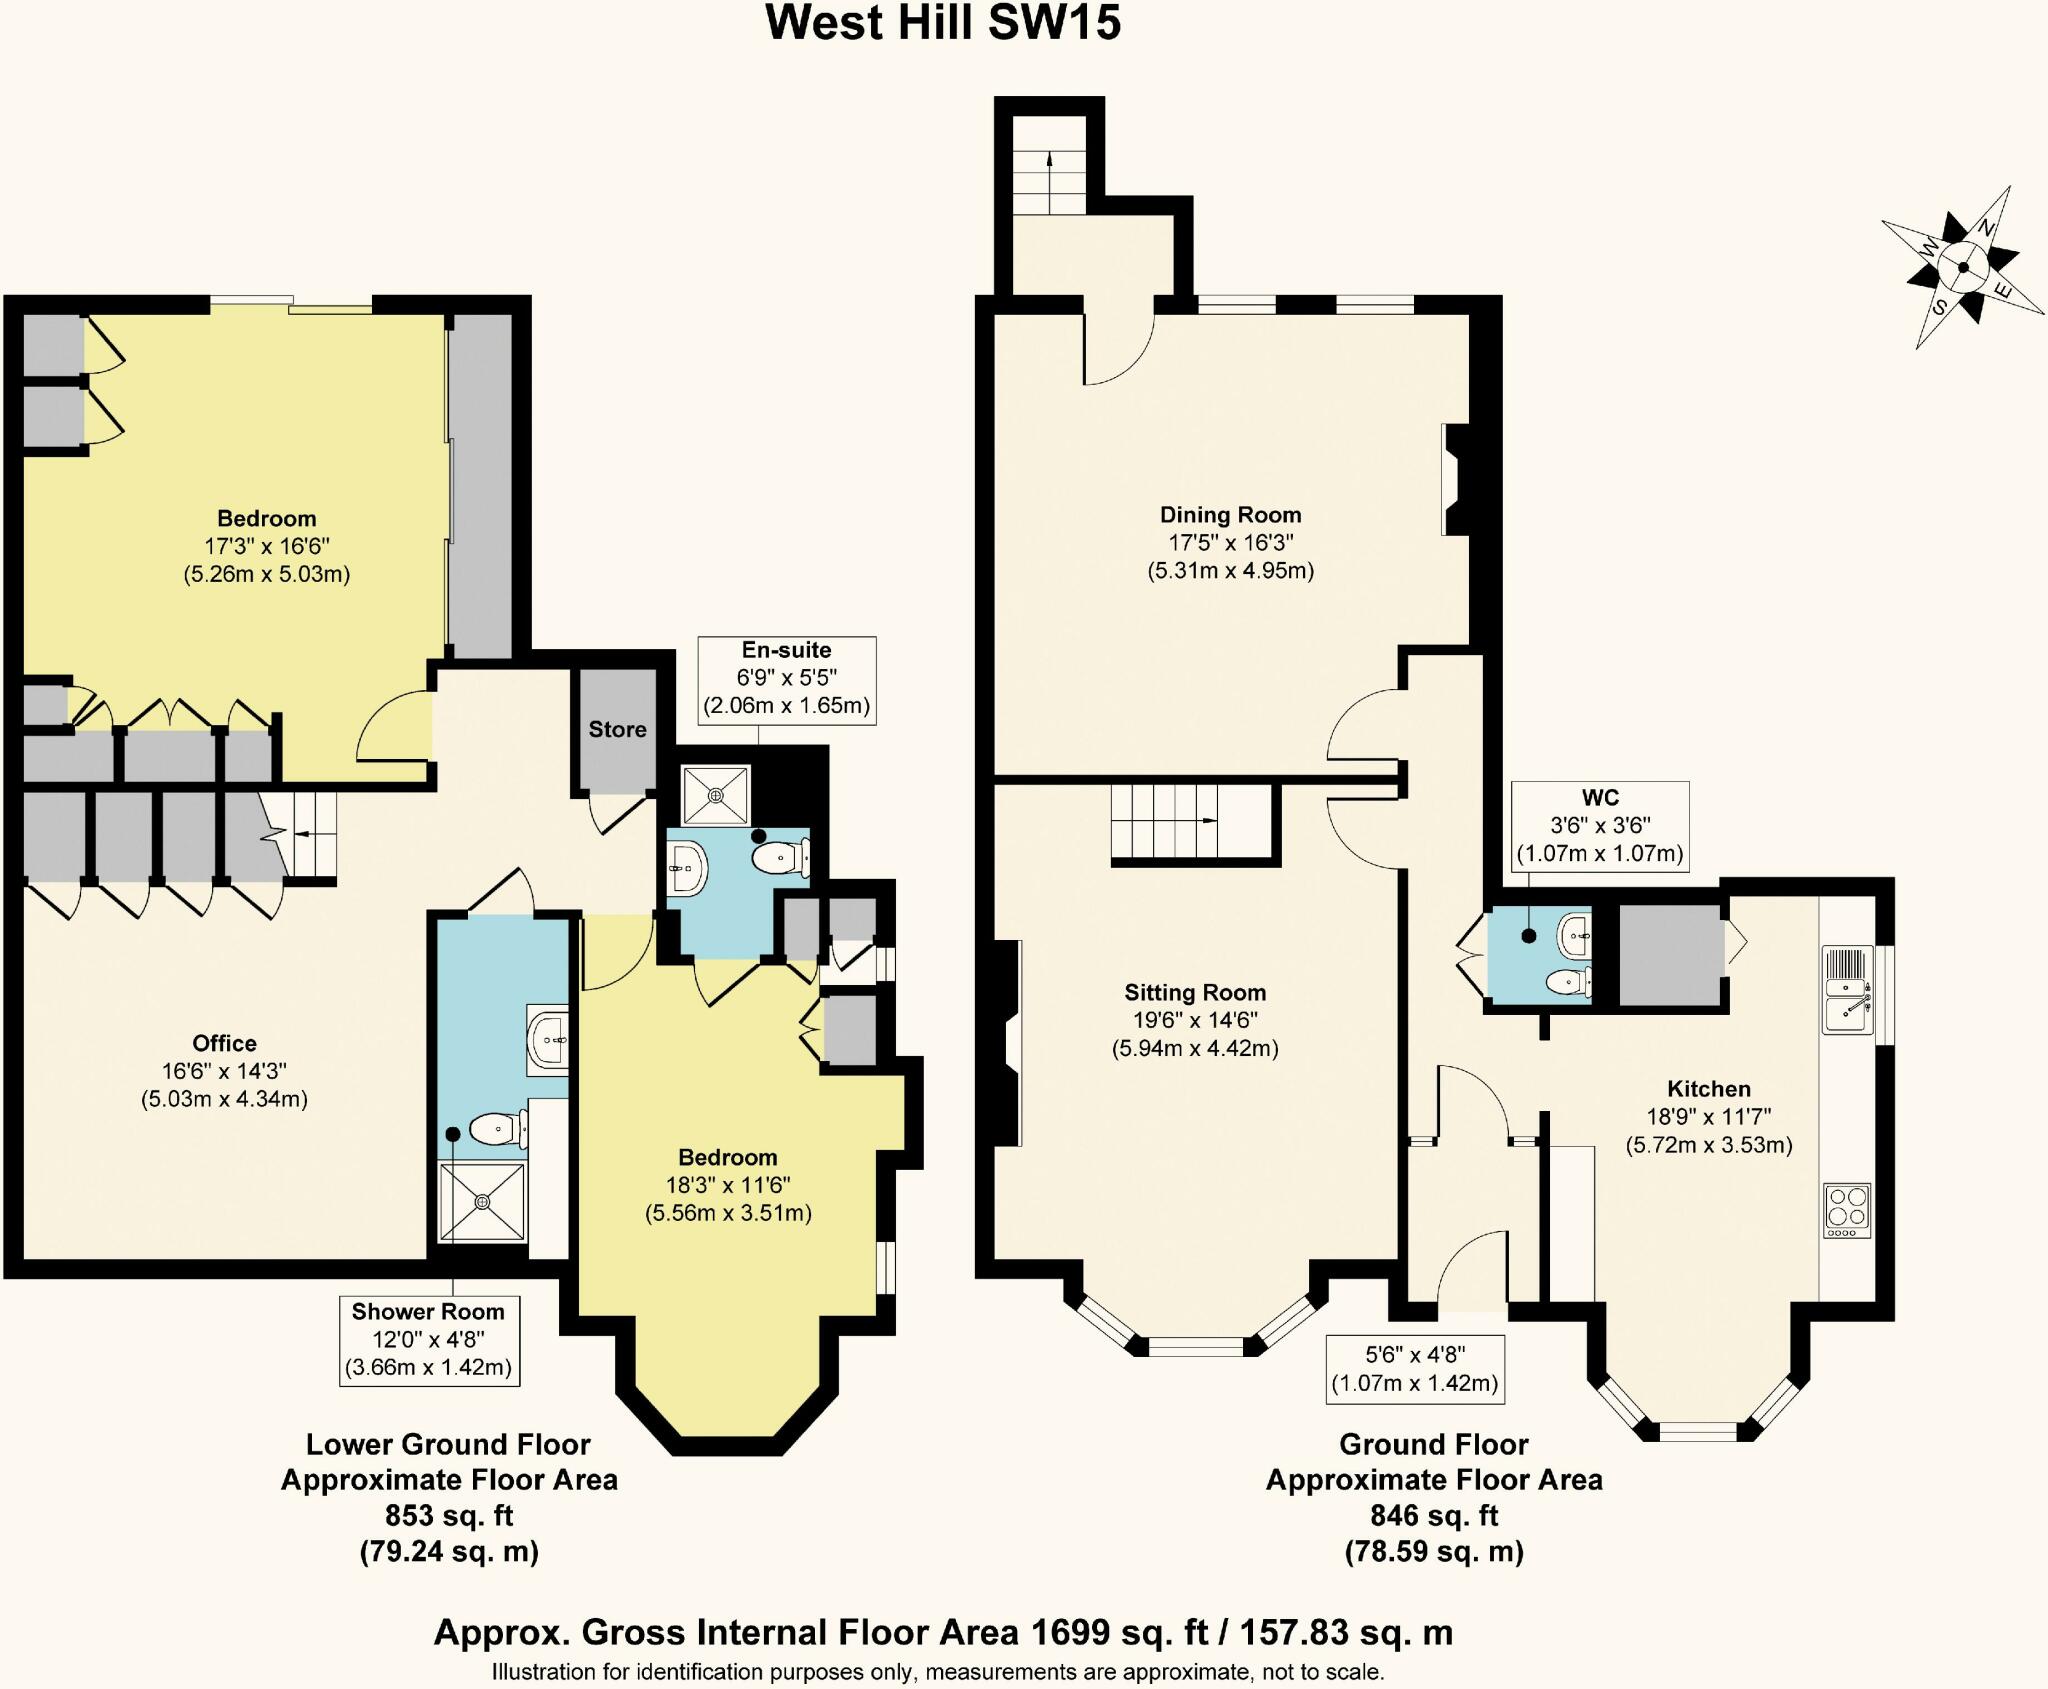 West Hill SW15
N
W
E
S
Bedroom
17'3" x 16'6"
(5.26m x 5.03m)
En-suite
6'9" x 5'5"
(2.06m x 1.65m)
Store
Office
16'6" x 14'3"
(5.03m x 4.34m)
Bedroom
18'3" x 11'6"
(5.56m x 3.51m)
Shower Room
12'0" x 4'8"
(3.66m x 1.42m)
Lower Ground Floor
Approximate Floor Area
853 sq. ft
(79.24 sq. m)
Dining Room
17'5" x 16'3"
(5.31m x 4.95m)
WC
3'6" x 3'6"
(1.07m x 1.07m)
Sitting Room
19'6" x 14'6"
(5.94m x 4.42m)
Kitchen
18'9" x 11'7"
(5.72m x 3.53m)
5'6" x 4'8"
(1.07m x 1.42m)
Ground Floor
Approximate Floor Area
846 sq. ft
(78.59 sq. m)
Approx. Gross Internal Floor Area 1699 sq. ft / 157.83 sq. m
Illustration for identification purposes only, measurements are approximate, not to scale.